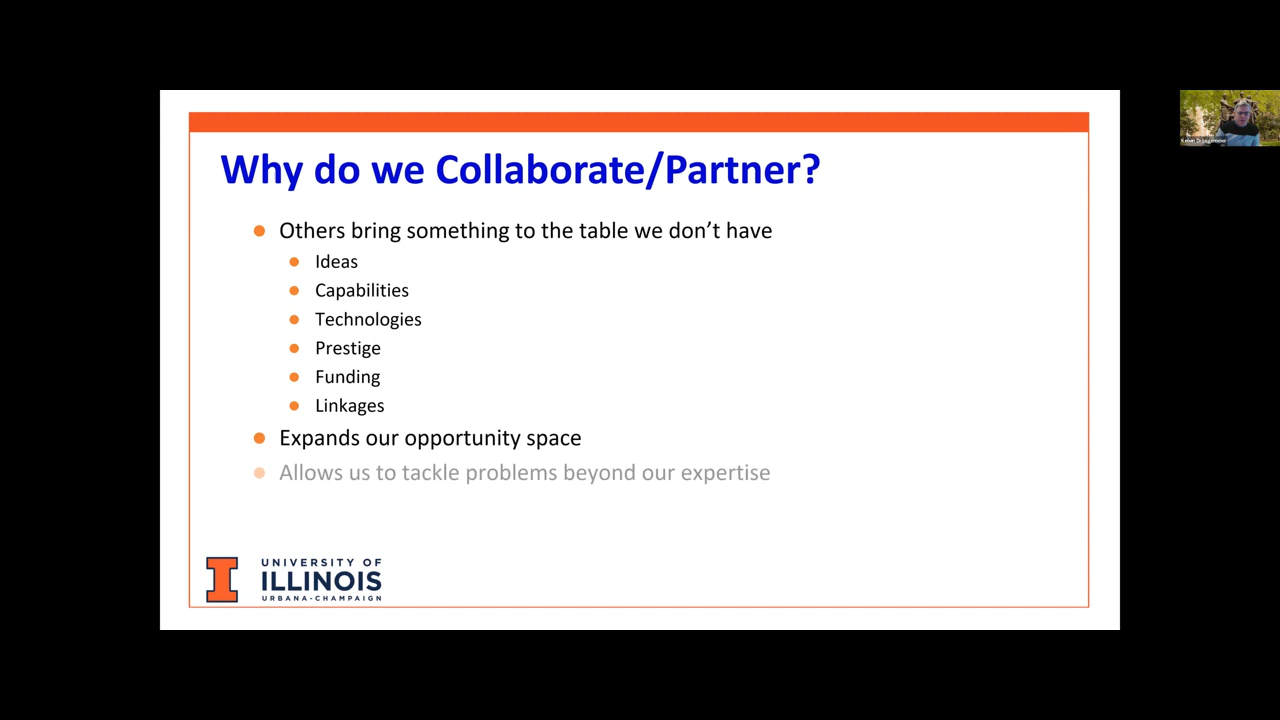 Why do we Collaborate/Partner?
Others bring something to the table we don't have
Ideas
Capabilities
Technologies
Prestige
Funding
Linkages
Expands our opportunity space
Allows us to tackle problems beyond our expertise
UNIVERSITY OF
ILLINOIS
URBANA-CHAMPAIGN